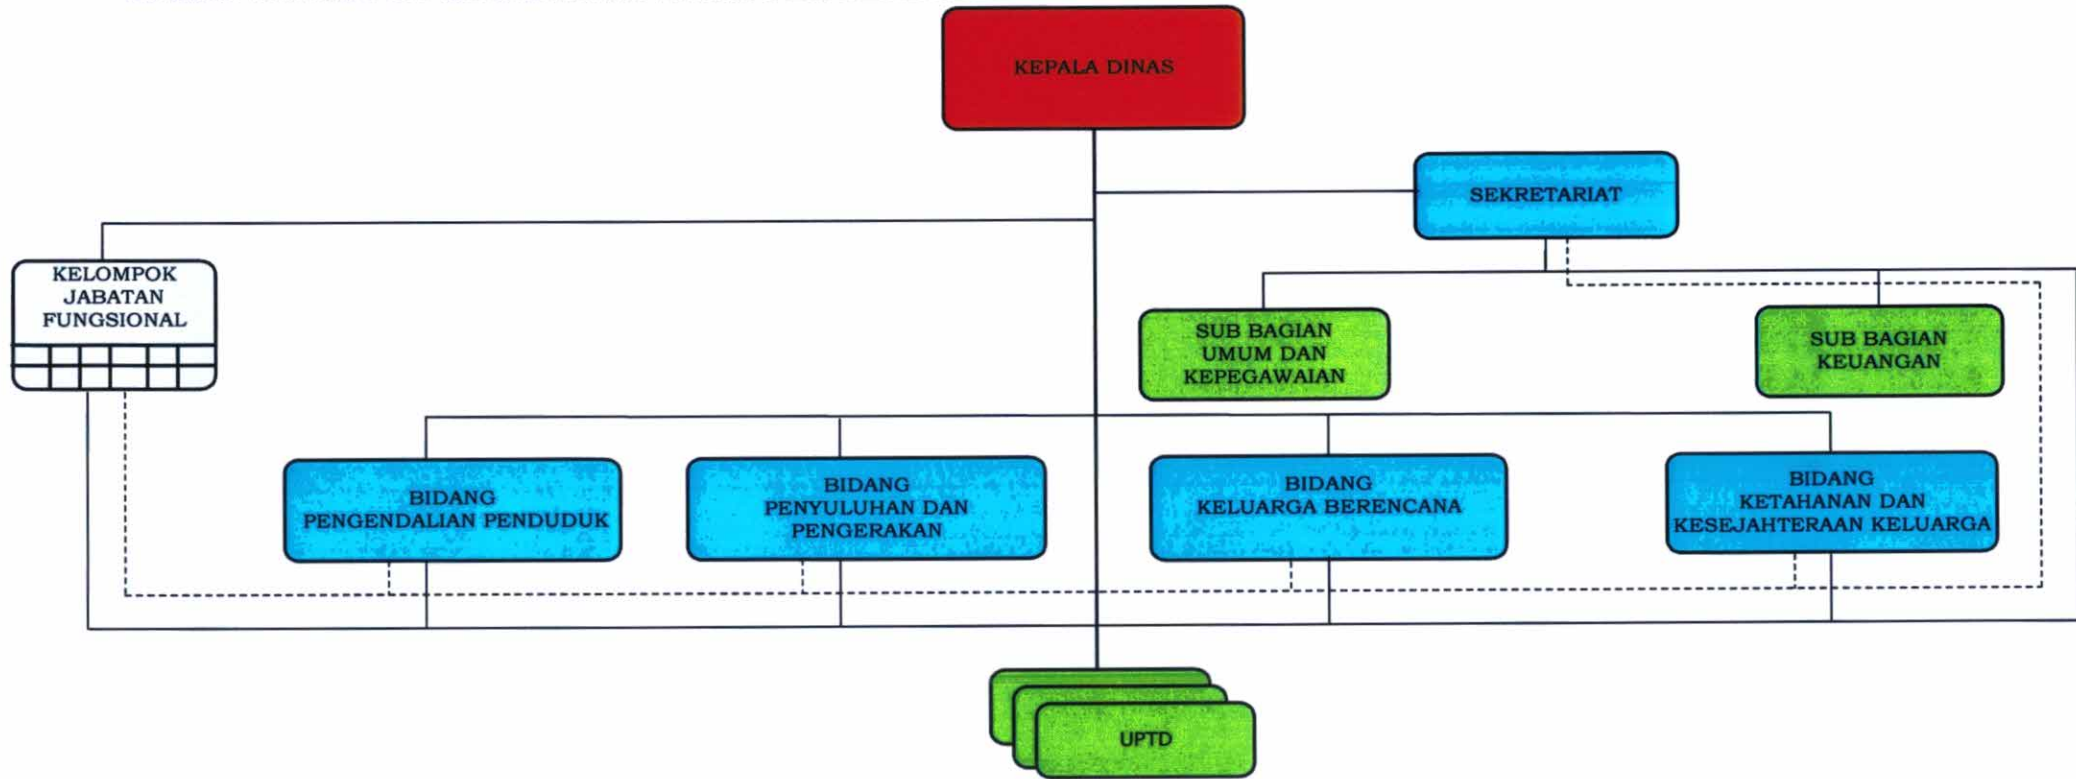 KEPALA DINAS
SEKRETARIAT
KELOMPOK
JABATAN
FUNGSIONAL
SUB BAGIAN
UMUM DAN
KEPEGAWAIAN
SUB BAGIAN
KEUANGAN
BIDANG
PENGENDALIAN PENDUDUK
BIDANG
PENYULUHAN DAN
PENGERAKAN
BIDANG
KELUARGA BERENCANA
BIDANG
KETAHANAN DAN
KESEJAHTERAAN KELUARGA
UPTD